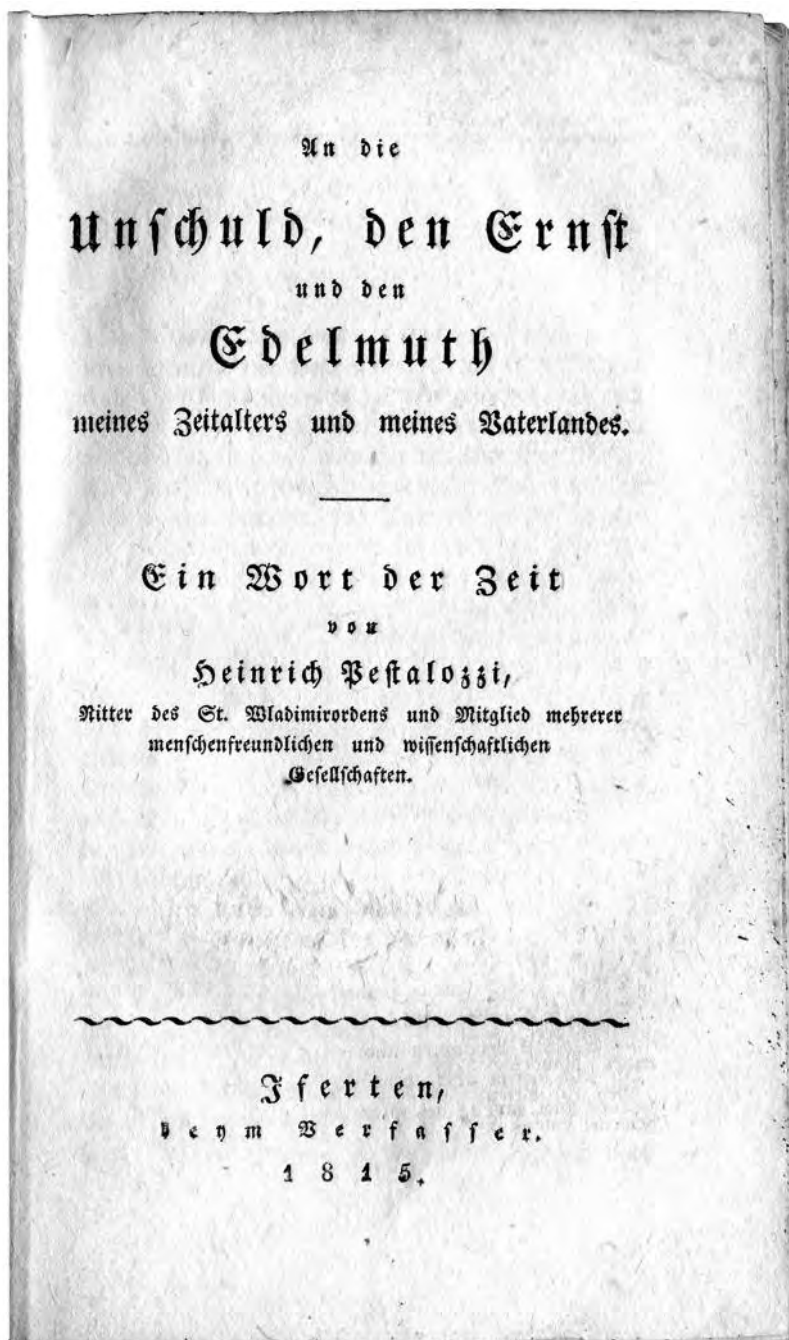 An die
Unschuld, den Ernst
und den
Edelmuth
meines Zeitalters und meines Vaterlandes.
Ein Wort der Zeit
von
Heinrich Pestalozzi,
Ritter des St. Wladimirordens und Mitglied mehrerer
menschenfreundlichen und wissenschaftlichen
Gesellschaften.
Iferten,
beym Verfasser.
1815.